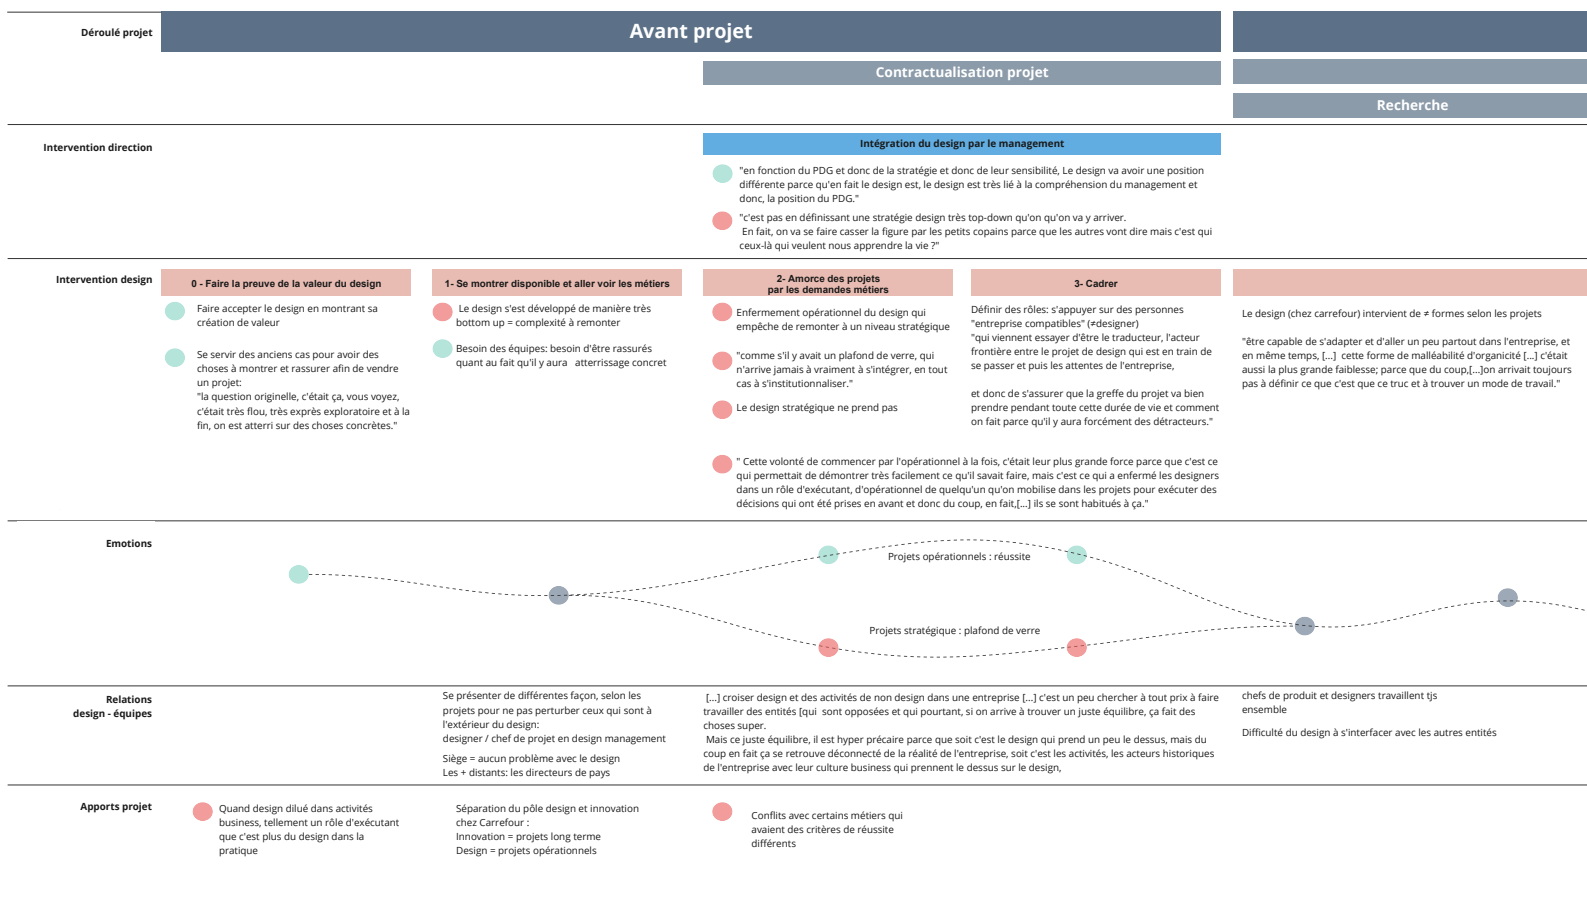 Déroulé projet
Avant projet
Contractualisation projet
Recherche
Intervention direction
Intégration du design par le management
"en fonction du PDG et donc de la stratégie et donc de leur sensibilité, Le design va avoir une position
différente parce qu'en fait le design est, le design est très lié à la compréhension du management et
donc, la position du PDG."
"c'est pas en définissant une stratégie design très top-down qu'on qu'on va y arriver.
En fait, on va se faire casser la figure par les petits copains parce que les autres vont dire mais c'est qui
ceux-là qui veulent nous apprendre la vie ?"
Intervention design
0 - Faire la preuve de la valeur du design
Faire accepter le design en montrant sa
création de valeur
Se servir des anciens cas pour avoir des
choses à montrer et rassurer afin de vendre
un projet:
"la question originelle, c'était ça, vous voyez,
c'était très flou, très exprès exploratoire et à la
fin, on est atterri sur des choses concrètes."
1- Se montrer disponible et aller voir les métiers
Le design s'est développé de manière très
bottom up = complexité à remonter
Besoin des équipes: besoin d'être rassurés
quant au fait qu'il y aura   atterrissage concret
2- Amorce des projets
par les demandes métiers
Enfermement opérationnel du design qui
empêche de remonter à un niveau stratégique
"comme s'il y avait un plafond de verre, qui
n'arrive jamais à vraiment à s'intégrer, en tout
cas à s'institutionnaliser."
Le design stratégique ne prend pas
" Cette volonté de commencer par l'opérationnel à la fois, c'était leur plus grande force parce que c'est ce
qui permettait de démontrer très facilement ce qu'il savait faire, mais c'est ce qui a enfermé les designers
dans un rôle d'exécutant, d'opérationnel de quelqu'un qu'on mobilise dans les projets pour exécuter des
décisions qui ont été prises en avant et donc du coup, en fait,[...] ils se sont habitués à ça."
3- Cadrer
Définir des rôles: s'appuyer sur des personnes
"entreprise compatibles" (≠designer)
"qui viennent essayer d'être le traducteur, l'acteur
frontière entre le projet de design qui est en train de
se passer et puis les attentes de l'entreprise,
et donc de s'assurer que la greffe du projet va bien
prendre pendant toute cette durée de vie et comment
on fait parce qu'il y aura forcément des détracteurs."
Le design (chez carrefour) intervient de ≠ formes selon les projets
"être capable de s'adapter et d'aller un peu partout dans l'entreprise, et
en même temps, [...]  cette forme de malléabilité d'organicité [...] c'était
aussi la plus grande faiblesse; parce que du coup,[...]on arrivait toujours
pas à définir ce que c'est que ce truc et à trouver un mode de travail."
Emotions
Projets opérationnels : réussite
Projets stratégique : plafond de verre
Relations
design - équipes
Se présenter de différentes façon, selon les
projets pour ne pas perturber ceux qui sont à
l'extérieur du design:
designer / chef de projet en design management
Siège = aucun problème avec le design
Les + distants: les directeurs de pays
[...] croiser design et des activités de non design dans une entreprise [...] c'est un peu chercher à tout prix à faire
travailler des entités [qui  sont opposées et qui pourtant, si on arrive à trouver un juste équilibre, ça fait des
choses super.
Mais ce juste équilibre, il est hyper précaire parce que soit c'est le design qui prend un peu le dessus, mais du
coup en fait ça se retrouve déconnecté de la réalité de l'entreprise, soit c'est les activités, les acteurs historiques
de l'entreprise avec leur culture business qui prennent le dessus sur le design,
chefs de produit et designers travaillent tjs
ensemble
Difficulté du design à s'interfacer avec les autres entités
Apports projet
Quand design dilué dans activités
business, tellement un rôle d'exécutant
que c'est plus du design dans la
pratique
Séparation du pôle design et innovation
chez Carrefour :
Innovation = projets long terme
Design = projets opérationnels
Conflits avec certains métiers qui
avaient des critères de réussite
différents